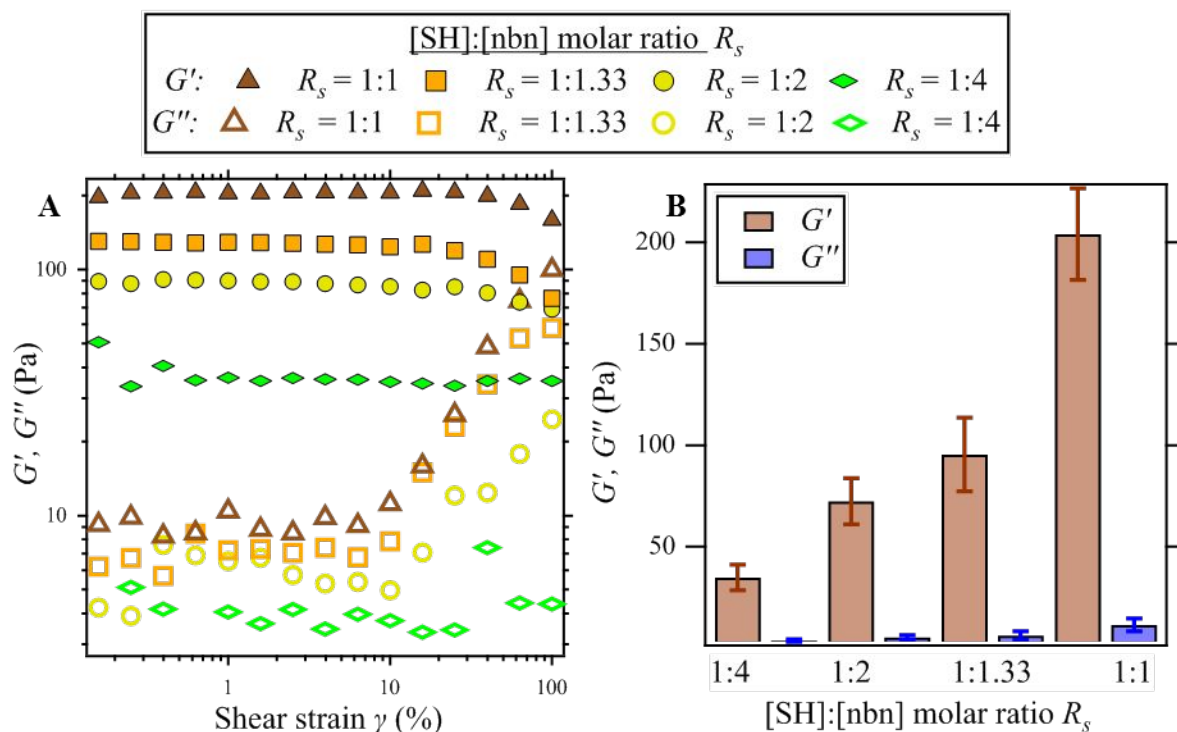 [SH]:[nbn] molar ratio R_s
G′: R_s = 1:1 R_s = 1:1.33 R_s = 1:2 R_s = 1:4
G″: R_s = 1:1 R_s = 1:1.33 R_s = 1:2 R_s = 1:4
A
100
10
G′, G″ (Pa)
1 10 100
Shear strain γ (%)
B
G′
G″
200
150
100
50
G′, G″ (Pa)
1:4 1:2 1:1.33 1:1
[SH]:[nbn] molar ratio R_s